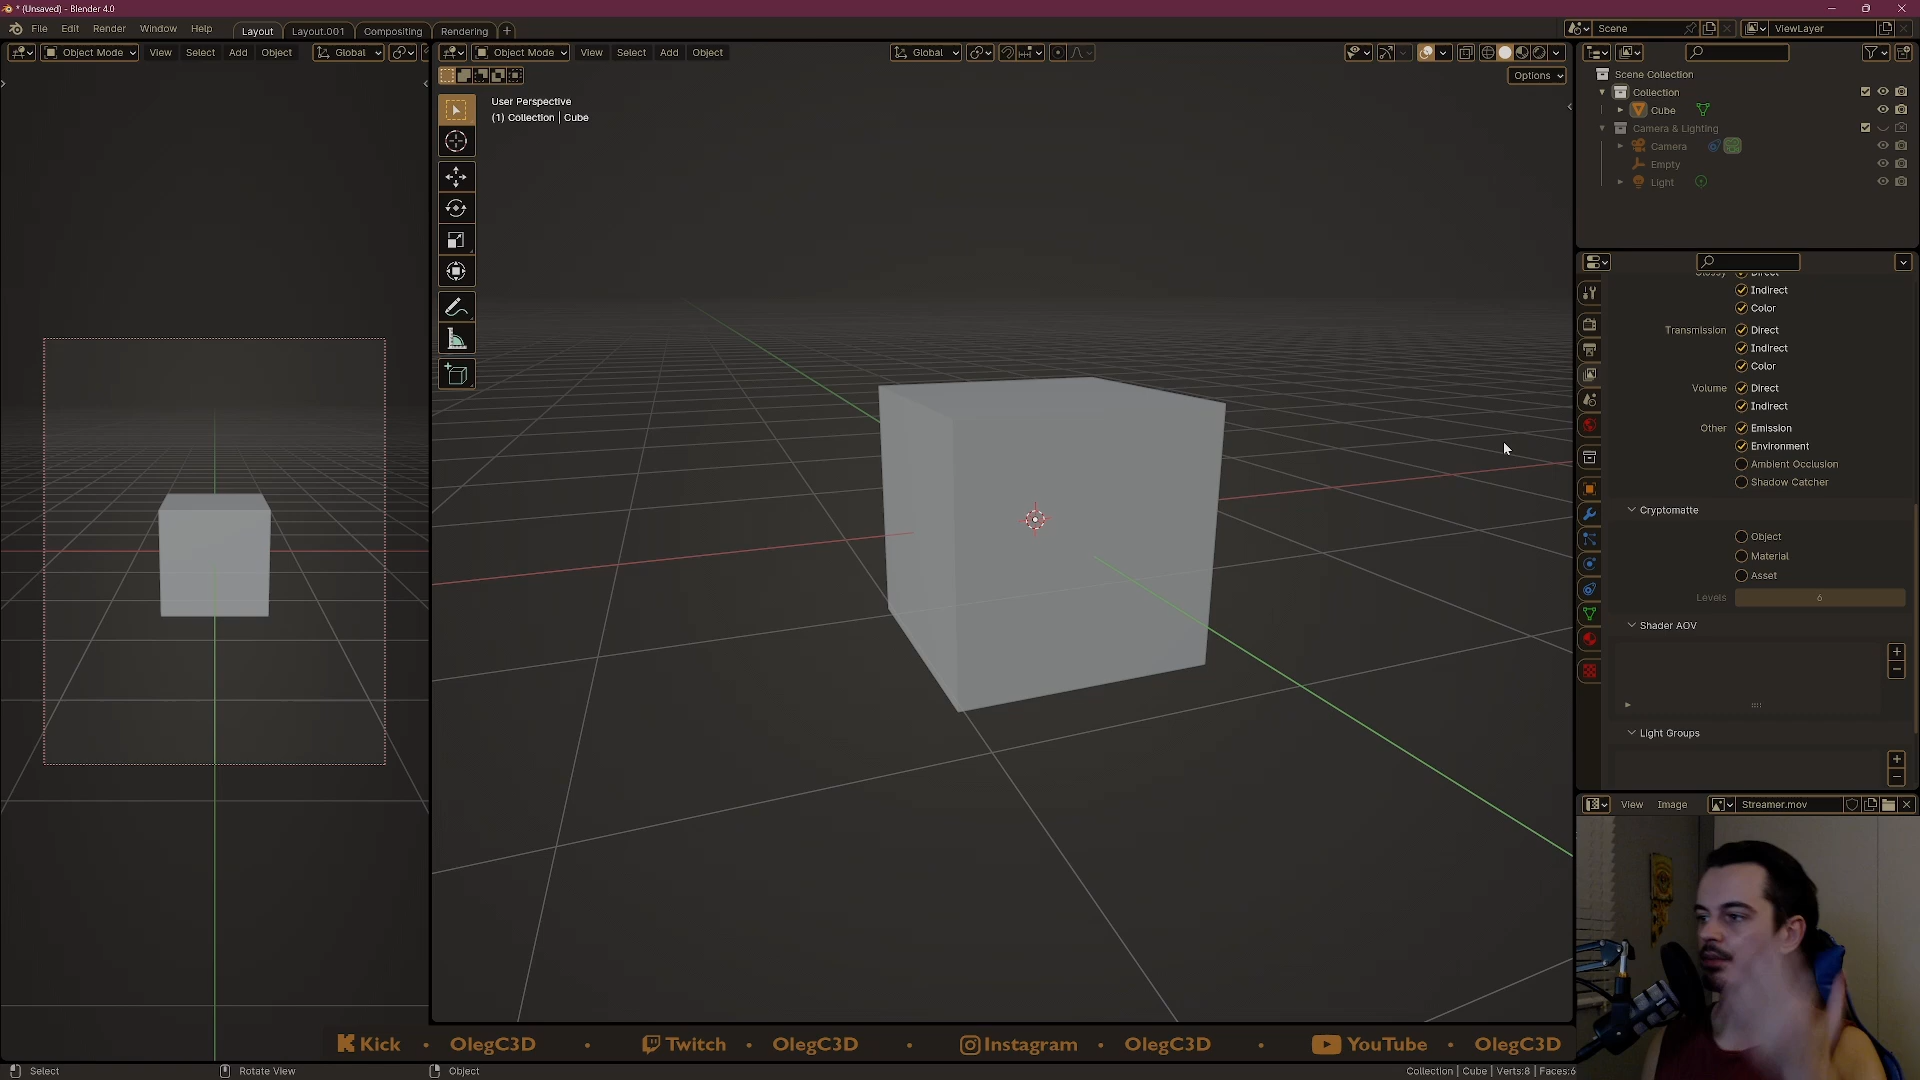 * (Unsaved) - Blender 4.0
File Edit Render Window Help Layout Layout.001 Compositing Rendering + Scene ViewLayer
Object Mode View Select Add Object Global Object Mode View Select Add Object Global
Options
User Perspective
(1) Collection | Cube
Scene Collection
Collection
Cube
Camera & Lighting
Camera
Empty
Light
Direct
Indirect
Color
Transmission Direct
Indirect
Color
Volume Direct
Indirect
Other Emission
Environment
Ambient Occlusion
Shadow Catcher
Cryptomatte
Object
Material
Asset
Levels 6
Shader AOV
Light Groups
View Image Streamer.mov
Kick • OlegC3D • Twitch • OlegC3D • Instagram • OlegC3D • YouTube • OlegC3D
Select Rotate View Object Collection | Cube | Verts:8 | Faces:6